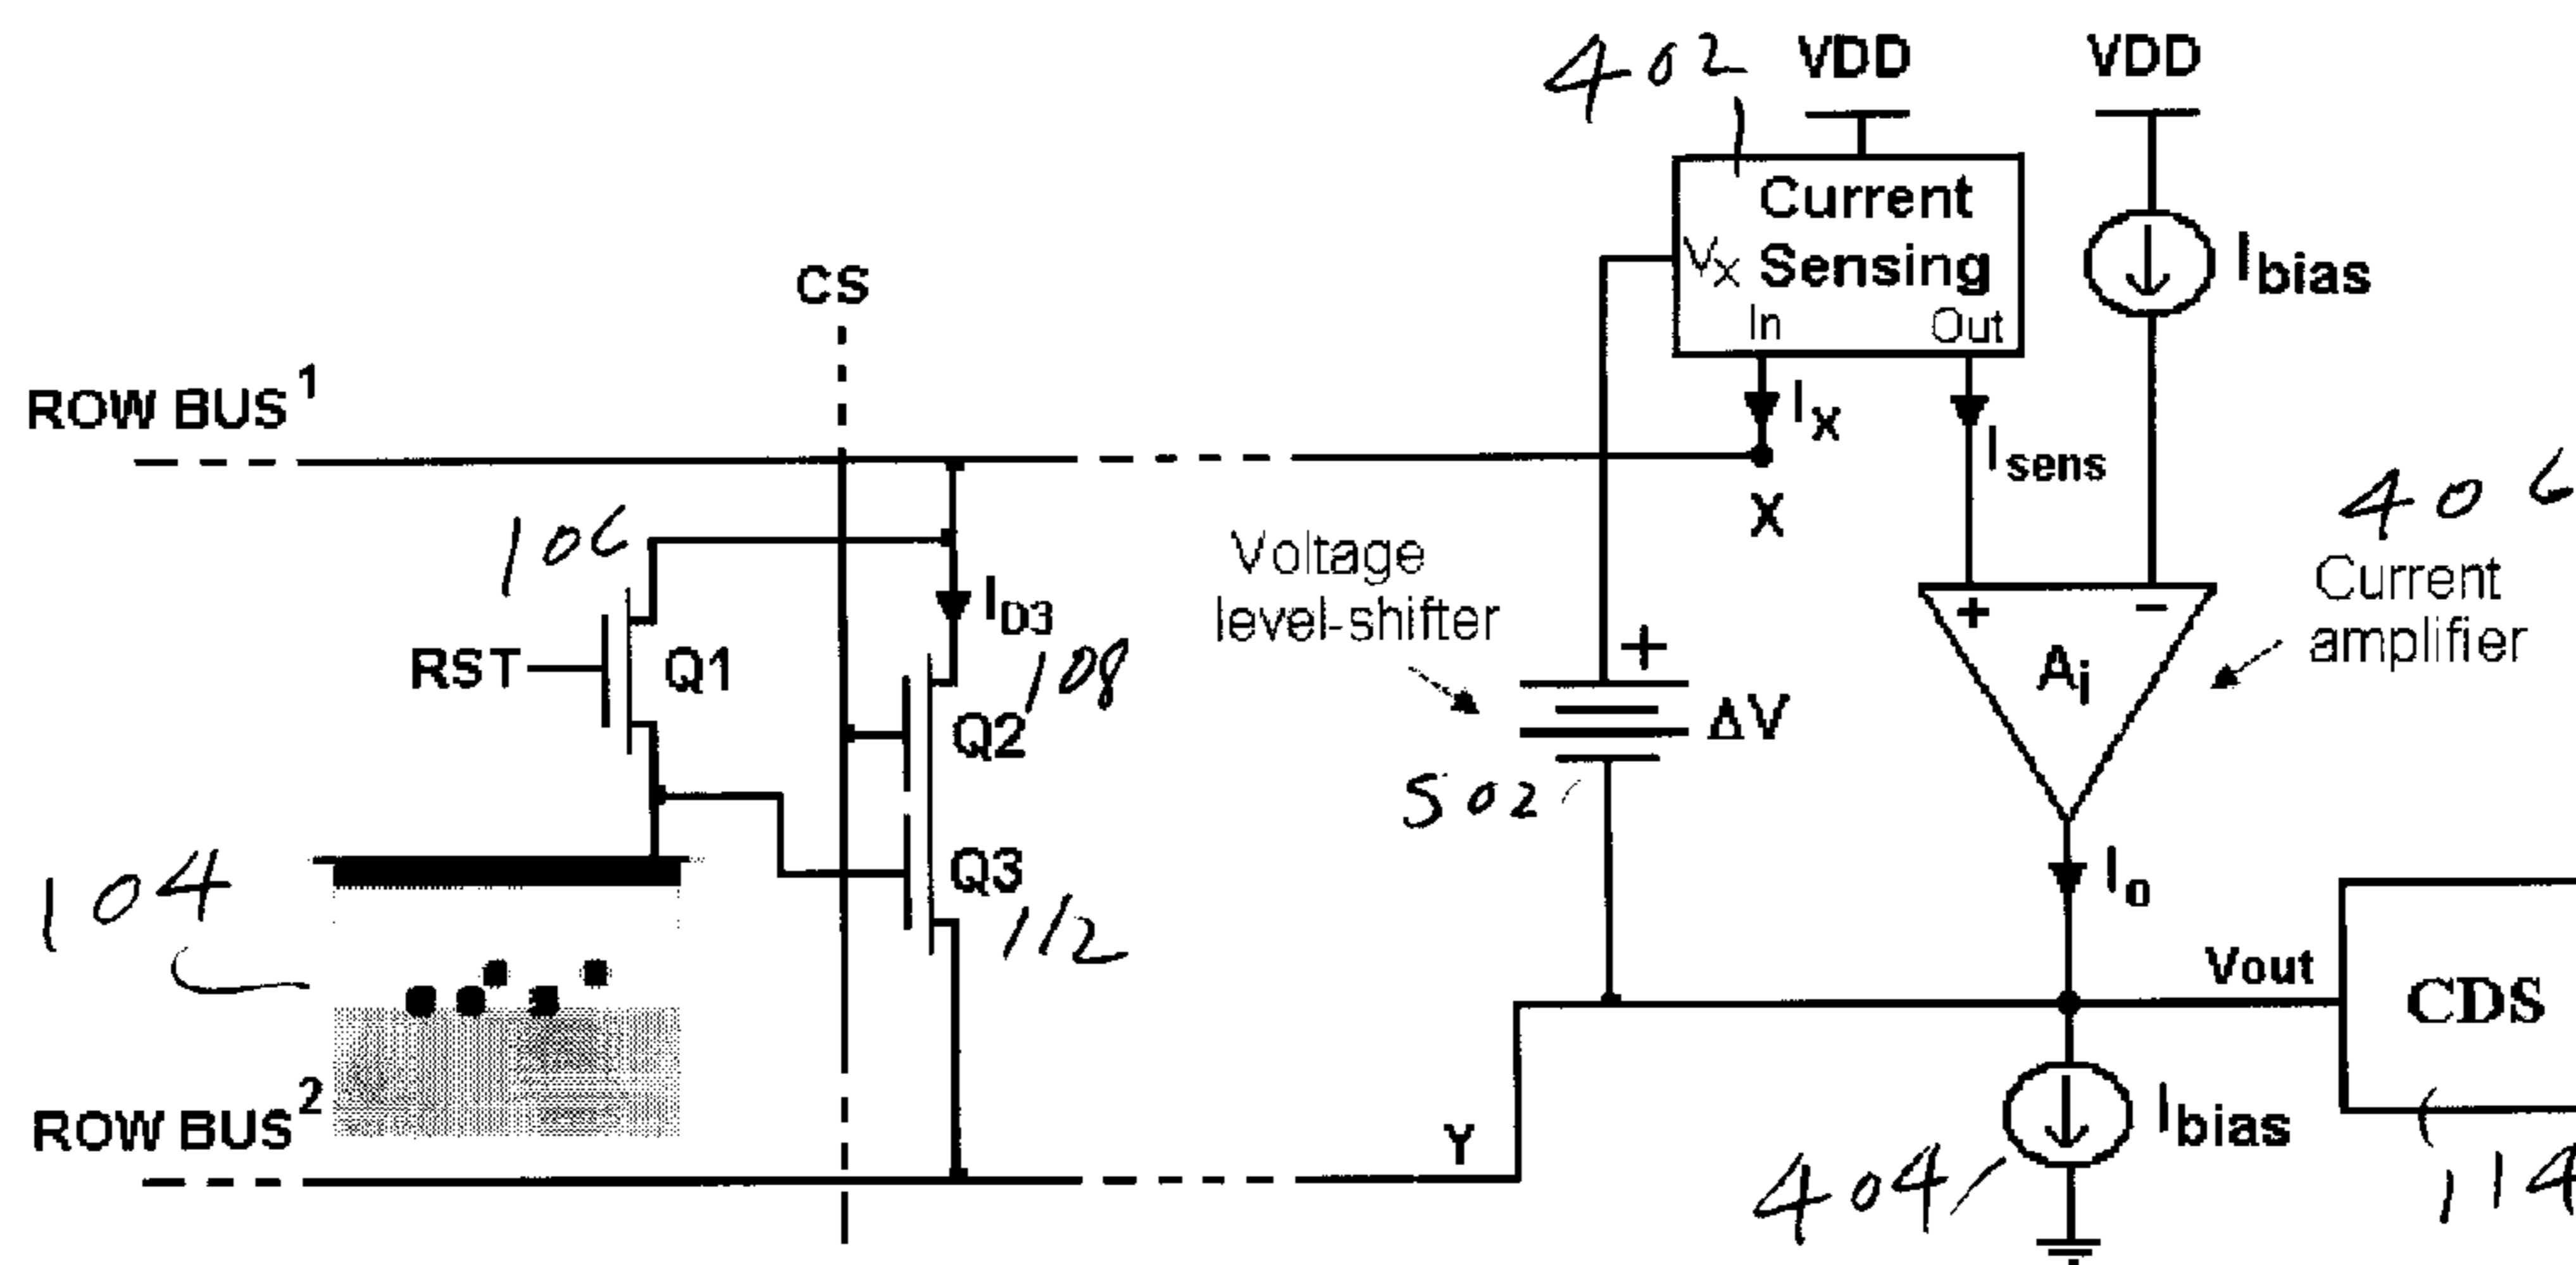 402
VDD
VDD
Current
Sensing
VX
In
Out
Ibias
CS
ROW BUS1
IX
X
Isens
406
Current
amplifier
106
RST
Q1
ID3
108
Q2
Voltage
level-shifter
+
ΔV
502
+
−
Ai
104
Q3
112
Io
Vout
CDS
114
ROW BUS2
Y
404
Ibias